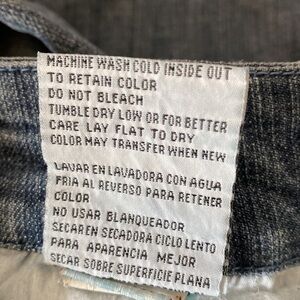 MACHINE WASH COLD INSIDE OUT
TO RETAIN COLOR
DO NOT BLEACH
TUMBLE DRY LOW OR FOR BETTER
CARE LAY FLAT TO DRY
COLOR MAY TRANSFER WHEN NEW
LAVAR EN LAVADORA CON AGUA
FRIA AL REVERSO PARA RETENER
COLOR
NO USAR BLANQUEADOR
SECAR EN SECADORA CICLO LENTO
PARA APARENCIA MEJOR
SECAR SOBRE SUPERFICIE PLANA